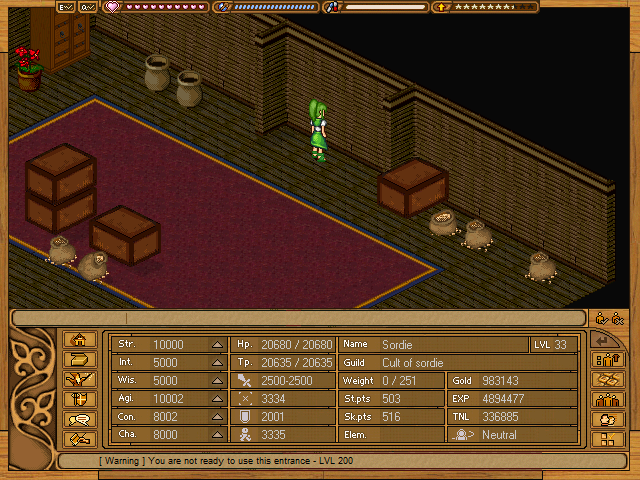 Str. 10000 Hp. 20680 / 20680 Name Sordie LVL 33
Int. 5000 Tp. 20635 / 20635 Guild Cult of sordie
Wis. 5000 2500-2500 Weight 0 / 251 Gold 983143
Agi. 10002 3334 St.pts 503 EXP 4894477
Con. 8002 2001 Sk.pts 516 TNL 336885
Cha. 8000 3335 Elem. Neutral
[ Warning ] You are not ready to use this entrance - LVL 200